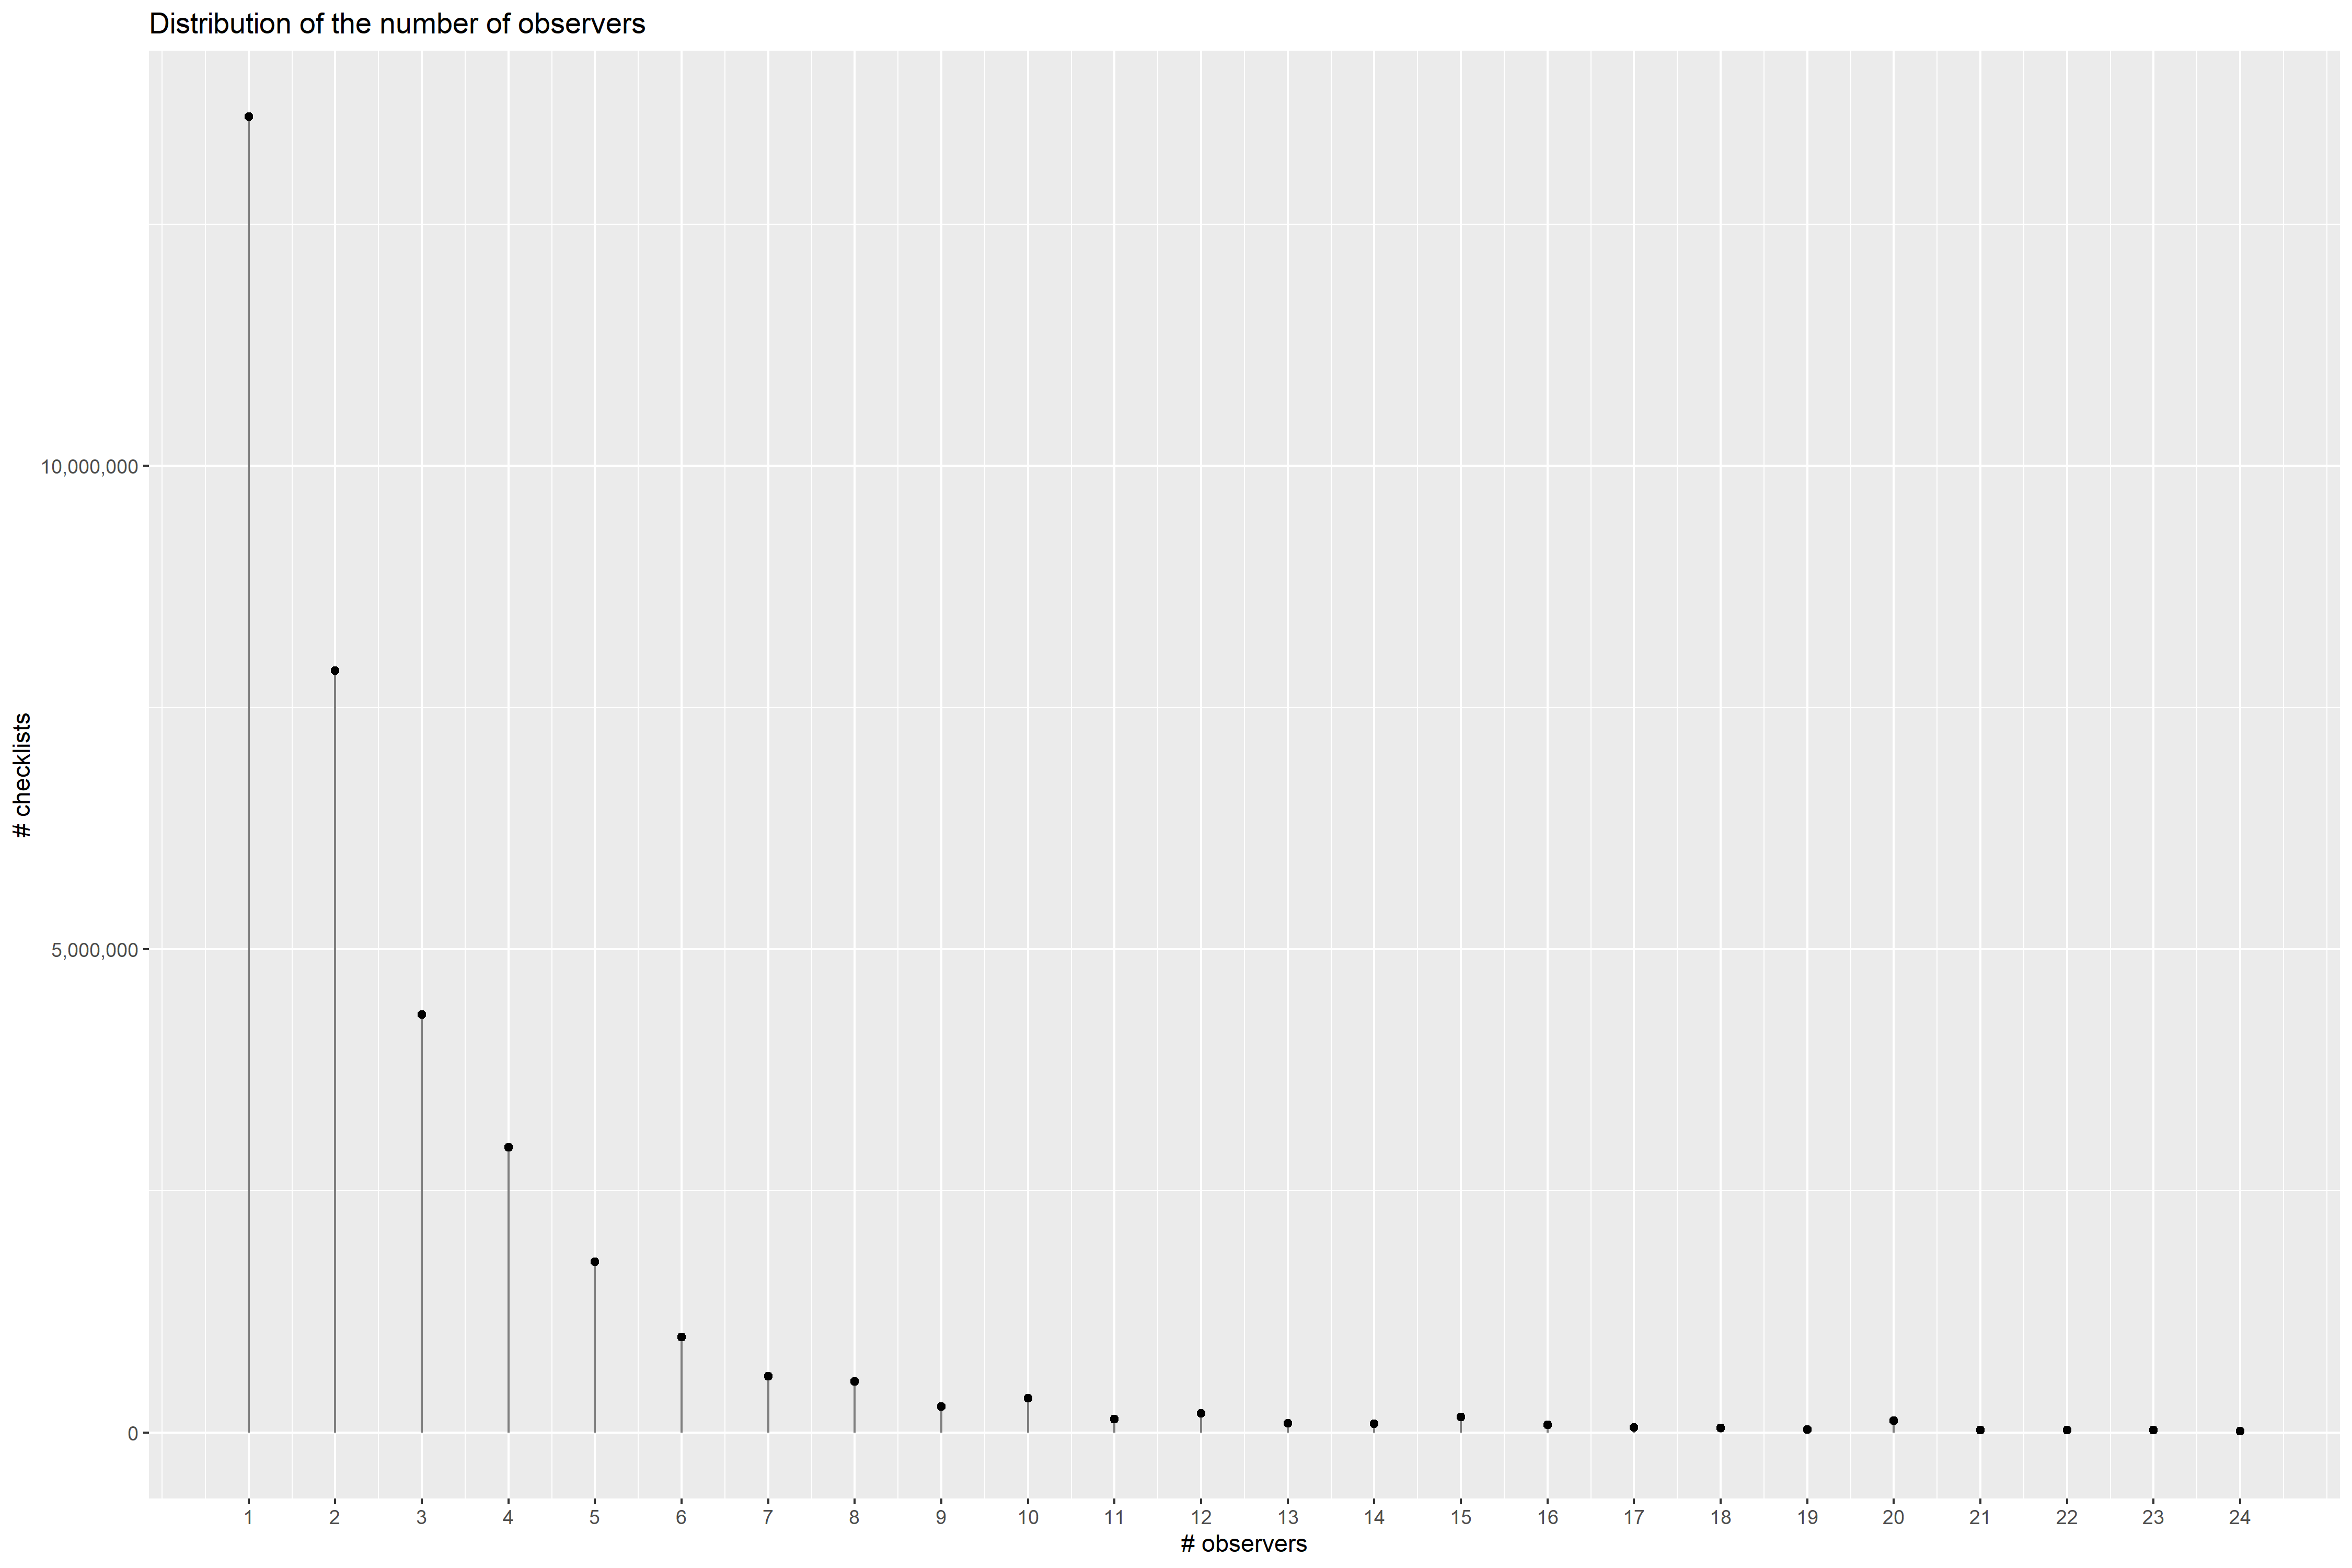 Distribution of the number of observers
# checklists
10,000,000
5,000,000
0
1 2 3 4 5 6 7 8 9 10 11 12 13 14 15 16 17 18 19 20 21 22 23 24
# observers